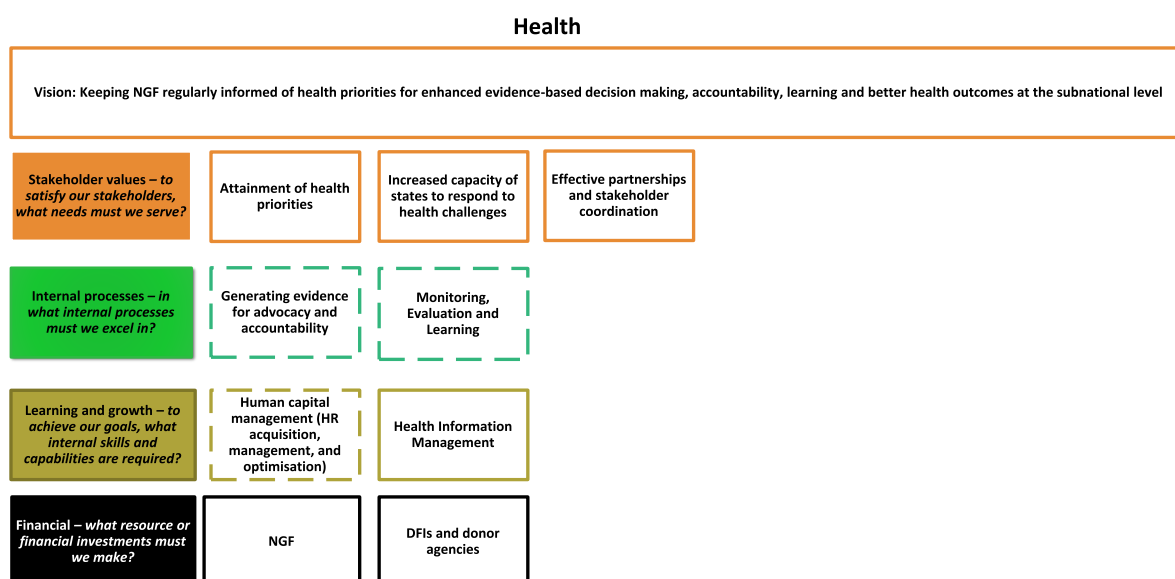 Health
Vision: Keeping NGF regularly informed of health priorities for enhanced evidence-based decision making, accountability, learning and better health outcomes at the subnational level
Stakeholder values – to
satisfy our stakeholders,
what needs must we serve?
Attainment of health
priorities
Increased capacity of
states to respond to
health challenges
Effective partnerships
and stakeholder
coordination
Internal processes – in
what internal processes
must we excel in?
Generating evidence
for advocacy and
accountability
Monitoring,
Evaluation and
Learning
Learning and growth – to
achieve our goals, what
internal skills and
capabilities are required?
Human capital
management (HR
acquisition,
management, and
optimisation)
Health Information
Management
Financial – what resource or
financial investments must
we make?
NGF
DFIs and donor
agencies